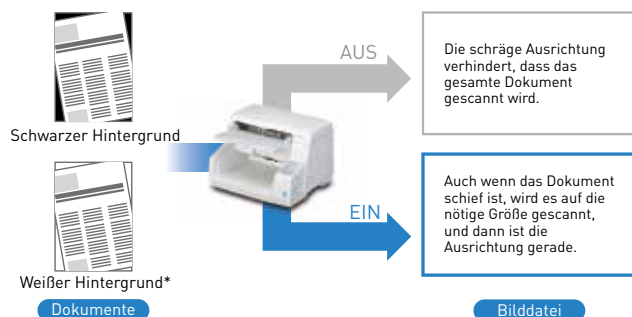 Schwarzer Hintergrund
Weißer Hintergrund*
Dokumente
AUS
Die schräge Ausrichtung
verhindert, dass das
gesamte Dokument
gescannt wird.
EIN
Auch wenn das Dokument
schief ist, wird es auf die
nötige Größe gescannt,
und dann ist die
Ausrichtung gerade.
Bilddatei